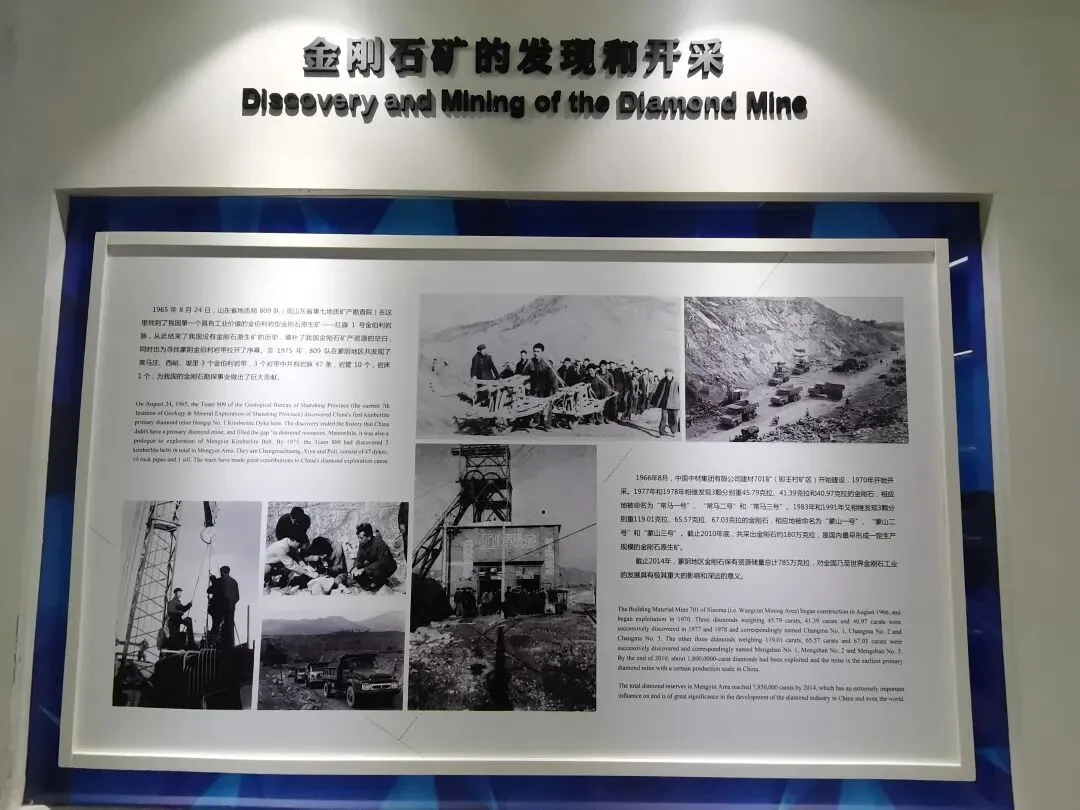 金刚石矿的发现和开采
Discovery and Mining of the Diamond Mine
1965 年 8 月 24 日，山东省地质局 809 队（现山东省第七地质矿产勘查院）在这
里找到了我国第一个具有工业价值的金伯利岩型金刚石原生矿——红旗 1 号金伯利岩
脉，从此结束了我国没有金刚石原生矿的历史，填补了我国金刚石矿产资源的空白，
同时也为寻找蒙阴金伯利岩带拉开了序幕。至 1975 年，809 队在蒙阴地区共发现了
常马庄、西峪、坡里 3 个金伯利岩带，3 个岩带中共有岩脉 47 条，岩管 10 个，岩床
1 个，为我国的金刚石勘探事业做出了巨大贡献。
On August 24, 1965, the Team 809 of the Geological Bureau of Shandong Province (the current 7th
Institute of Geology & Mineral Exploration of Shandong Province) discovered China's first kimberlite
primary diamond mine Hongqi No. 1 Kimberlite Dyke here. The discovery ended the history that China
didn't have a primary diamond mine, and filled the gap in diamond resources. Meanwhile, it was also a
prologue to exploration of Mengyin Kimberlite Belt. By 1975, the Team 809 had discovered 3
kimberlite belts in total in Mengyin Area. They are Changmazhuang, Xiyu and Poli, consist of 47 dykes,
10 rock pipes and 1 sill. The team have made great contributions to China's diamond exploration cause.
1966年8月，中国中材集团有限公司建材701矿（即王村矿区）开始建设，1970年开始开
采。1977年和1978年相继发现3颗分别重45.79克拉、41.39克拉和40.97克拉的金刚石，相应
地被命名为“常马一号”、“常马二号”和“常马三号”。1983年和1991年又相继发现3颗分
别重119.01克拉、65.57克拉、67.03克拉的金刚石，相应地被命名为“蒙山一号”、“蒙山二
号”和“蒙山三号”。截止2010年底，共采出金刚石约180万克拉，是国内最早形成一定生产
规模的金刚石原生矿。
截止2014年，蒙阴地区金刚石保有资源储量总计785万克拉，对全国乃至世界金刚石工业
的发展具有极其重大的影响和深远的意义。
The Building Material Mine 701 of Sinoma (i.e. Wangcun Mining Area) began construction in August 1966, and
began exploitation in 1970. Three diamonds weighing 45.79 carats, 41.39 carats and 40.97 carats were
successively discovered in 1977 and 1978 and correspondingly named Changma No. 1, Changma No. 2 and
Changma No. 3. The other three diamonds weighing 119.01 carats, 65.57 carats and 67.03 carats were
successively discovered and correspondingly named Mengshan No. 1, Mengshan No. 2 and Mengshan No. 3.
By the end of 2010, about 1,800,0000-carat diamonds had been exploited and the mine is the earliest primary
diamond mine with a certain production scale in China.
The total diamond reserves in Mengyin Area reached 7,850,000 carats by 2014, which has an extremely important
influence on and is of great significance in the development of the diamond industry in China and even the world.